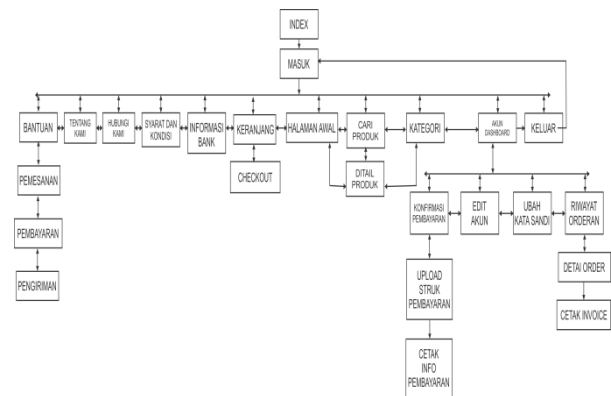 INDEX
MASUK
BANTUAN
TENTANG
KAMI
HUBUNGI
KAMI
SYARAT DAN
KONDISI
INFORMASI
BANK
KERANJANG
HALAMAN AWAL
CARI
PRODUK
KATEGORI
AKUN
DASHBOARD
KELUAR
CHECKOUT
DITAIL
PRODUK
PEMESANAN
PEMBAYARAN
PENGIRIMAN
KONFIRMASI
PEMBAYARAN
EDIT
AKUN
UBAH
KATA SANDI
RIWAYAT
ORDERAN
UPLOAD
STRUK
PEMBAYARAN
CETAK
INFO
PEMBAYARAN
DETAI ORDER
CETAK INVOICE